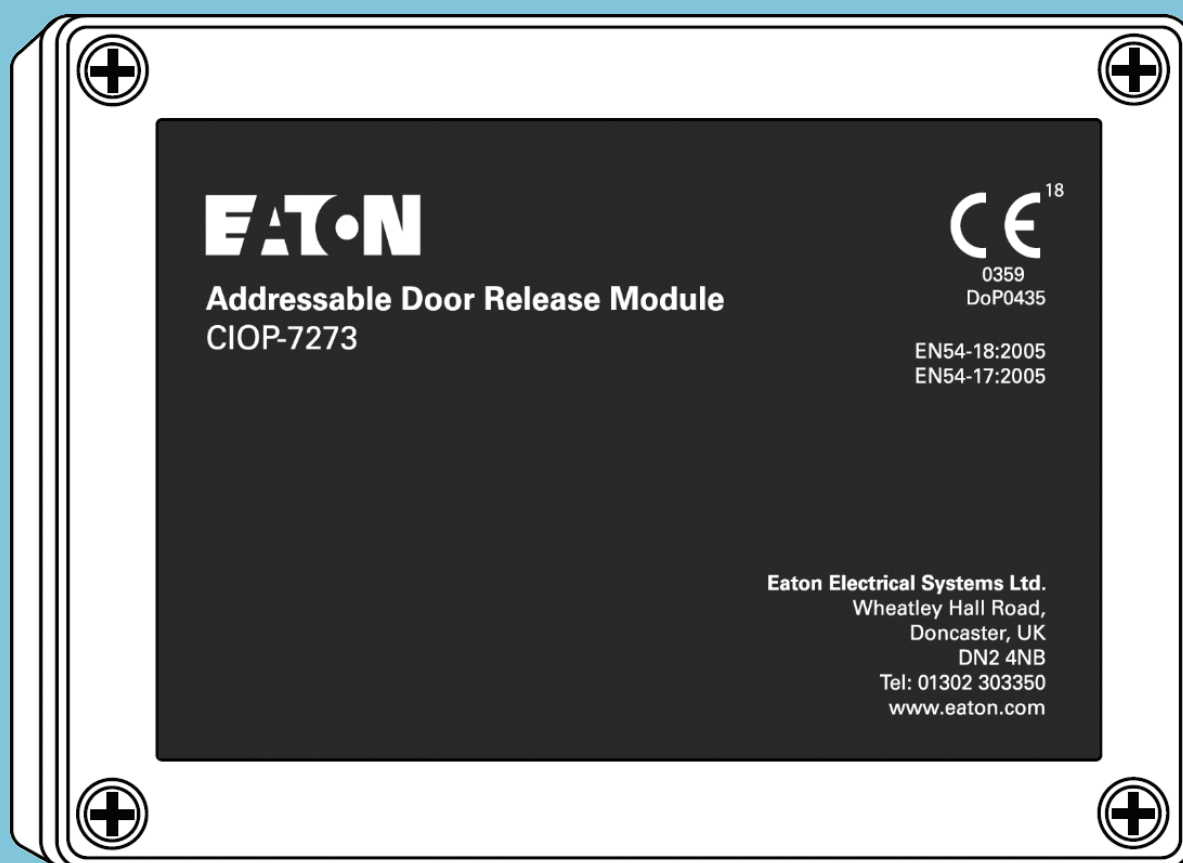 EATON
Addressable Door Release Module
CIOP-7273
CE 18
0359
DoP0435
EN54-18:2005
EN54-17:2005
Eaton Electrical Systems Ltd.
Wheatley Hall Road,
Doncaster, UK
DN2 4NB
Tel: 01302 303350
www.eaton.com